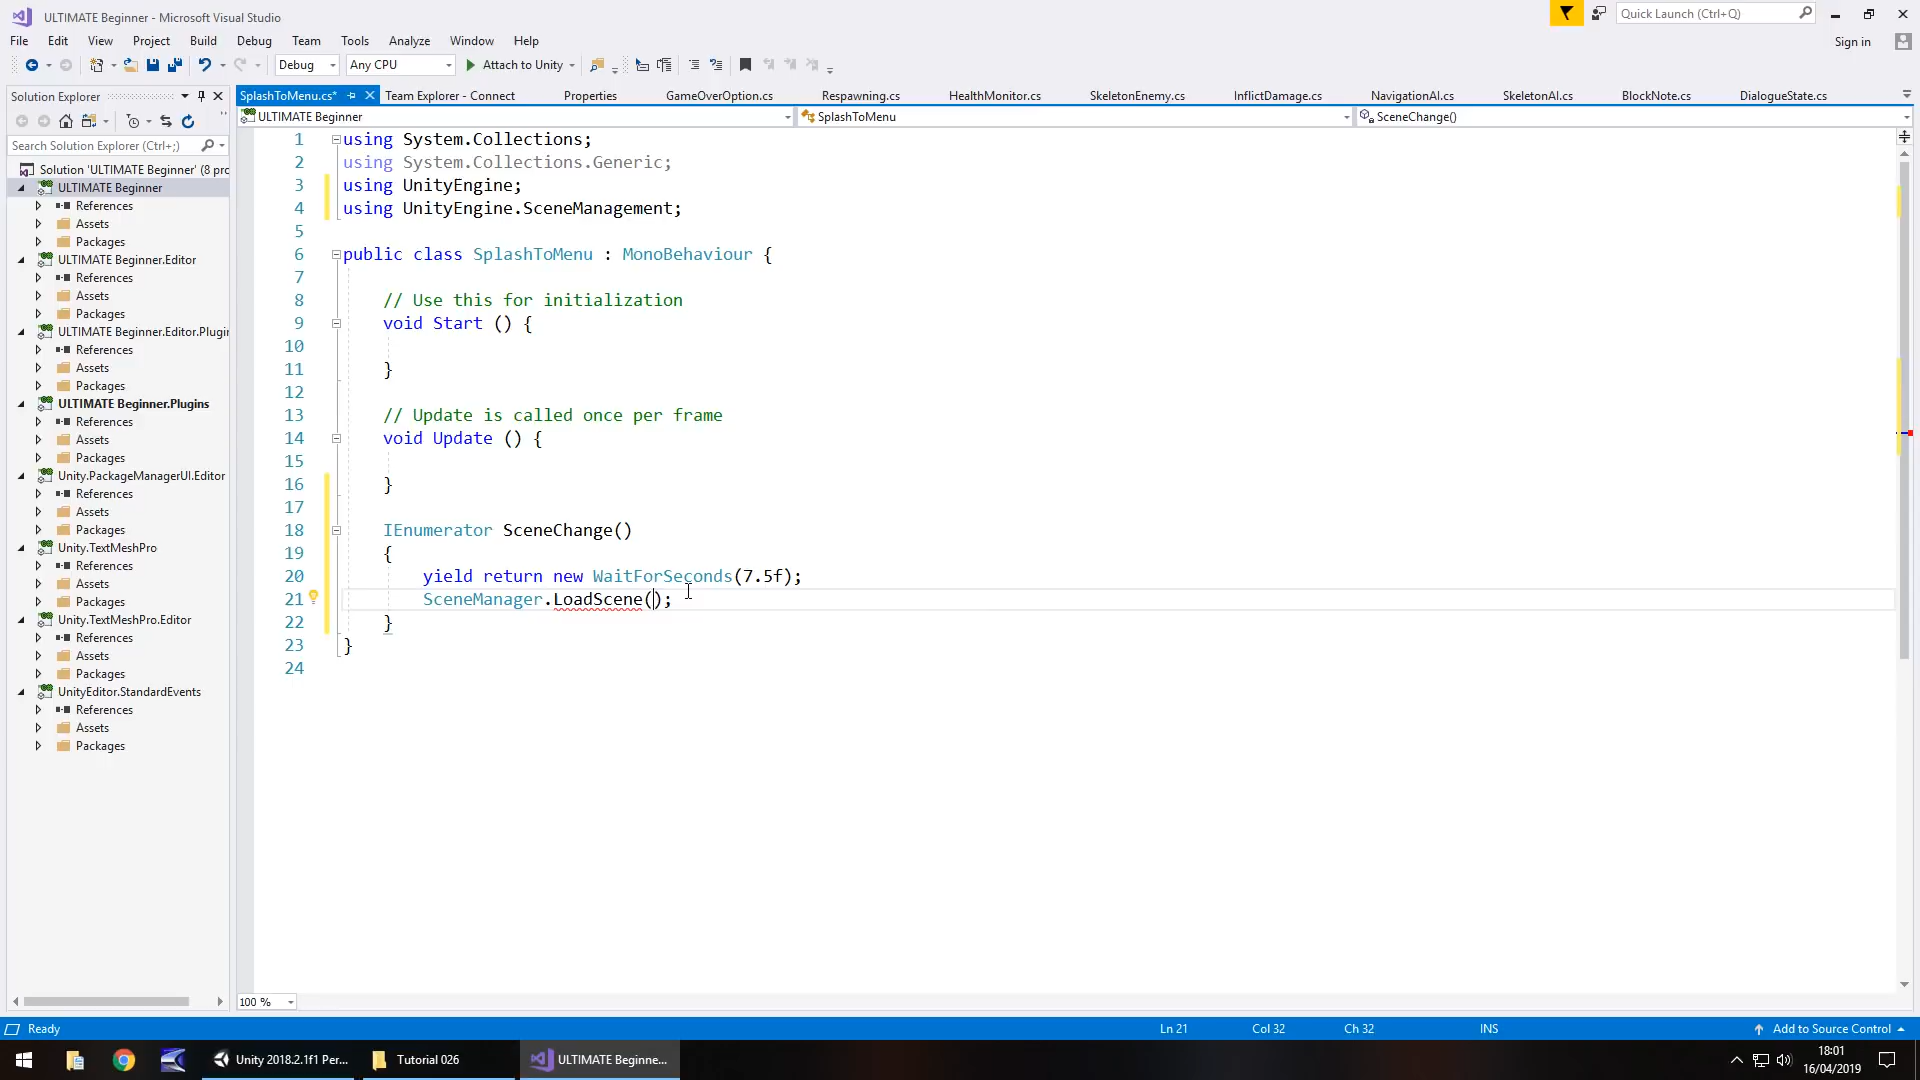 ULTIMATE Beginner - Microsoft Visual Studio
Quick Launch (Ctrl+Q)
File Edit View Project Build Debug Team Tools Analyze Window Help
Sign in
Debug Any CPU Attach to Unity
Solution Explorer
SplashToMenu.cs* Team Explorer - Connect Properties GameOverOption.cs Respawning.cs HealthMonitor.cs SkeletonEnemy.cs InflictDamage.cs NavigationAI.cs SkeletonAI.cs BlockNote.cs DialogueState.cs
ULTIMATE Beginner SplashToMenu SceneChange()
Search Solution Explorer (Ctrl+;)
Solution 'ULTIMATE Beginner' (8 pro
ULTIMATE Beginner
References
Assets
Packages
ULTIMATE Beginner.Editor
References
Assets
Packages
ULTIMATE Beginner.Editor.Plugin
References
Assets
Packages
ULTIMATE Beginner.Plugins
References
Assets
Packages
Unity.PackageManagerUI.Editor
References
Assets
Packages
Unity.TextMeshPro
References
Assets
Packages
Unity.TextMeshPro.Editor
References
Assets
Packages
UnityEditor.StandardEvents
References
Assets
Packages
1 using System.Collections;
2 using System.Collections.Generic;
3 using UnityEngine;
4 using UnityEngine.SceneManagement;
5
6 public class SplashToMenu : MonoBehaviour {
7
8 // Use this for initialization
9 void Start () {
10
11 }
12
13 // Update is called once per frame
14 void Update () {
15
16 }
17
18 IEnumerator SceneChange()
19 {
20 yield return new WaitForSeconds(7.5f);
21 SceneManager.LoadScene();
22 }
23 }
24
100 %
Ready Ln 21 Col 32 Ch 32 INS Add to Source Control
Unity 2018.2.1f1 Per... Tutorial 026 ULTIMATE Beginne...
18:01
16/04/2019